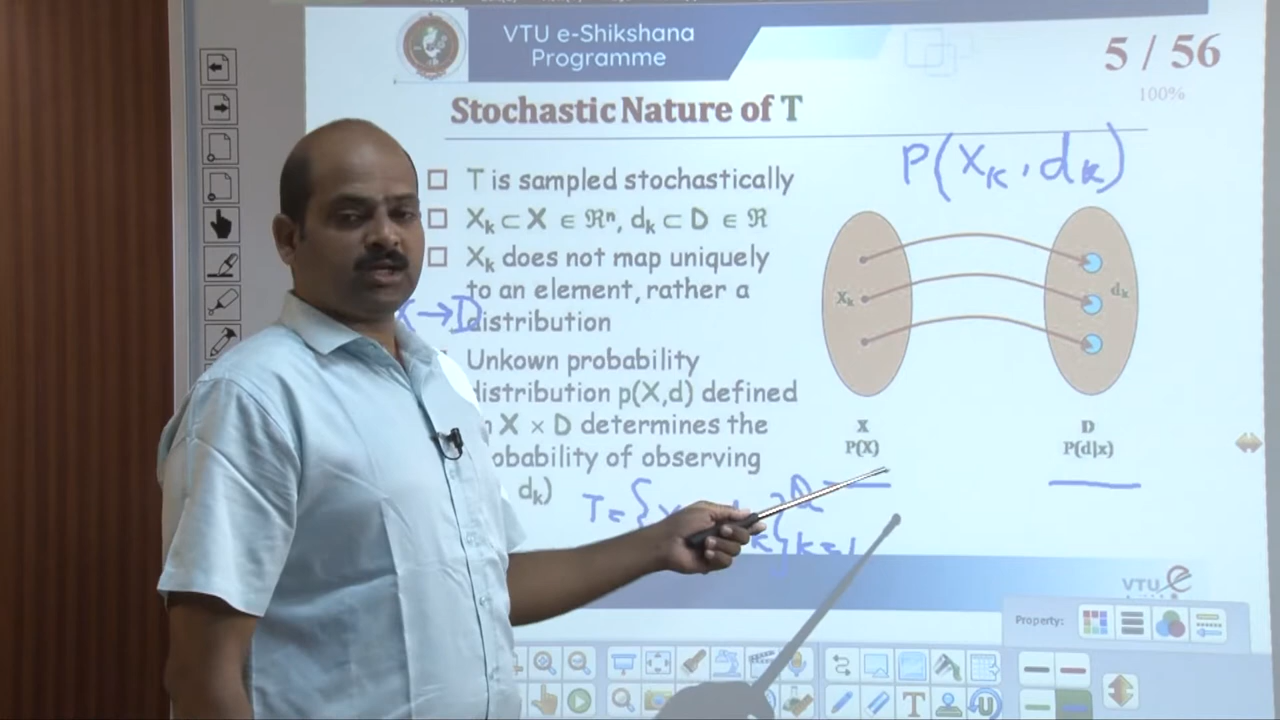 VTU e-Shikshana
Programme
5 / 56
100%
Stochastic Nature of T
P(Xk, dk)
T is sampled stochastically
Xk ⊂ X ∈ ℜⁿ, dk ⊂ D ∈ ℜ
Xk does not map uniquely
to an element, rather a
distribution
→D
Unkown probability
distribution p(X,d) defined
X × D determines the
probability of observing
dk)
Xk
dk
X
P(X)
D
P(d|x)
T = {
}Q k=1
VTU e
Property:
T